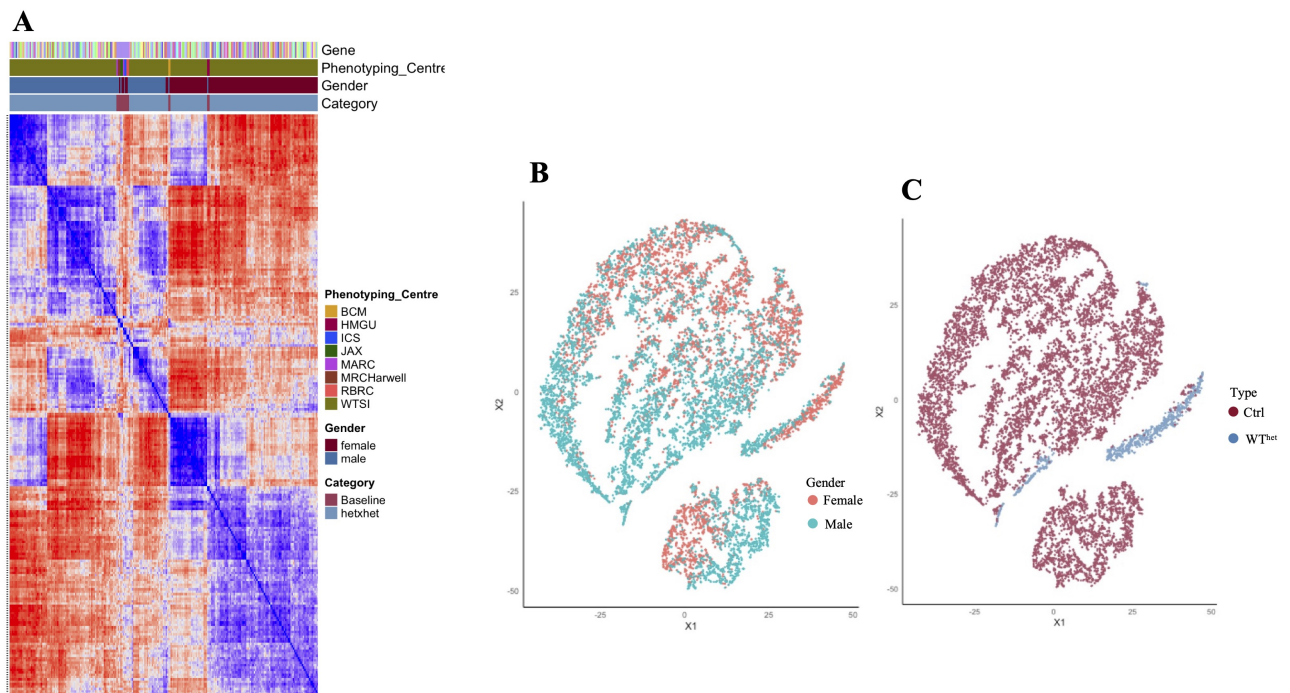 A
Gene
Phenotyping_Centre
Gender
Category
Phenotyping_Centre
BCM
HMGU
ICS
JAX
MARC
MRCHarwell
RBRC
WTSI
Gender
female
male
Category
Baseline
hetxhet
B
25
0
-25
-50
X2
-25
0
25
50
X1
Gender
Female
Male
C
25
0
-25
-50
X2
-25
0
25
50
X1
Type
Ctrl
WThet